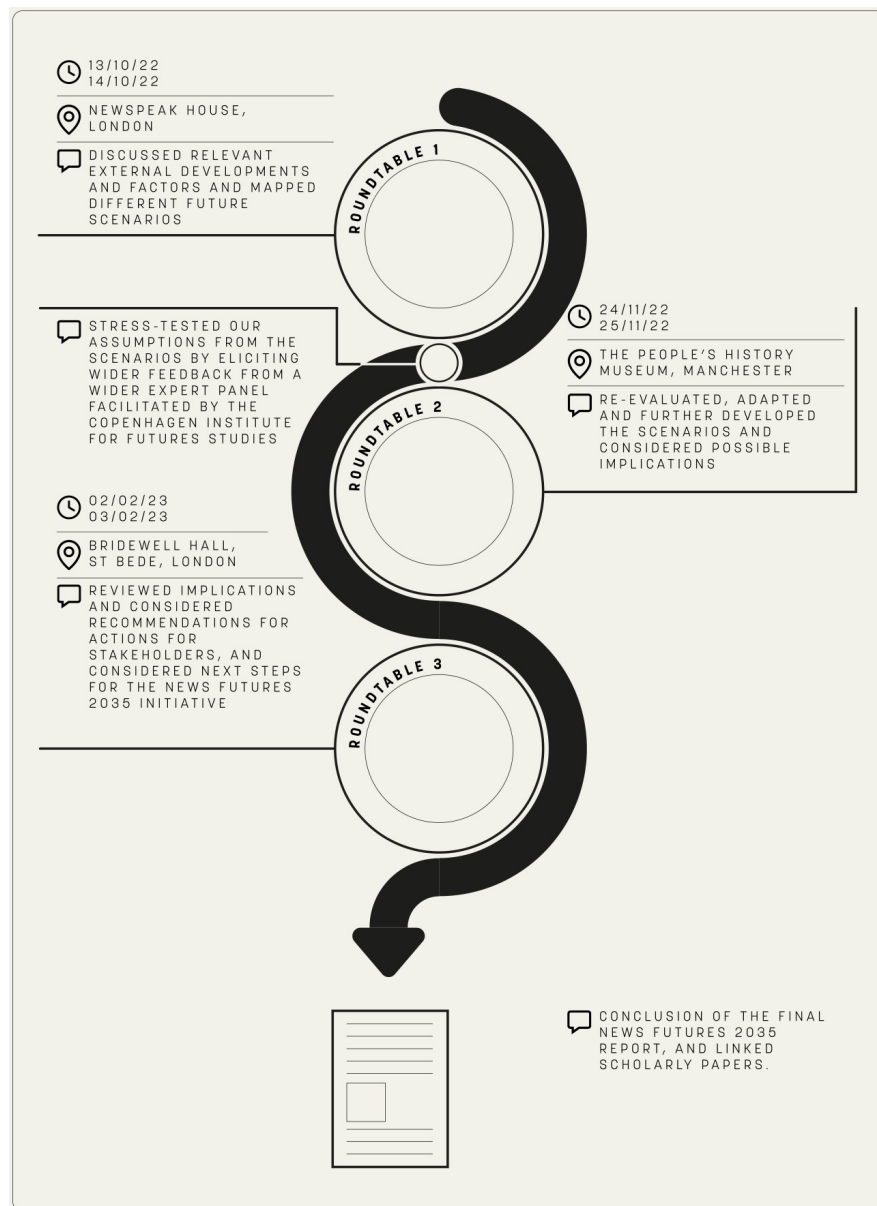 13/10/22
14/10/22
NEWSPEAK HOUSE,
LONDON
DISCUSSED RELEVANT
EXTERNAL DEVELOPMENTS
AND FACTORS AND MAPPED
DIFFERENT FUTURE
SCENARIOS
ROUNDTABLE 1
STRESS-TESTED OUR
ASSUMPTIONS FROM THE
SCENARIOS BY ELICITING
WIDER FEEDBACK FROM A
WIDER EXPERT PANEL
FACILITATED BY THE
COPENHAGEN INSTITUTE
FOR FUTURES STUDIES
24/11/22
25/11/22
THE PEOPLE'S HISTORY
MUSEUM, MANCHESTER
RE-EVALUATED, ADAPTED
AND FURTHER DEVELOPED
THE SCENARIOS AND
CONSIDERED POSSIBLE
IMPLICATIONS
ROUNDTABLE 2
02/02/23
03/02/23
BRIDEWELL HALL,
ST BEDE, LONDON
REVIEWED IMPLICATIONS
AND CONSIDERED
RECOMMENDATIONS FOR
ACTIONS FOR
STAKEHOLDERS, AND
CONSIDERED NEXT STEPS
FOR THE NEWS FUTURES
2035 INITIATIVE
ROUNDTABLE 3
CONCLUSION OF THE FINAL
NEWS FUTURES 2035
REPORT, AND LINKED
SCHOLARLY PAPERS.